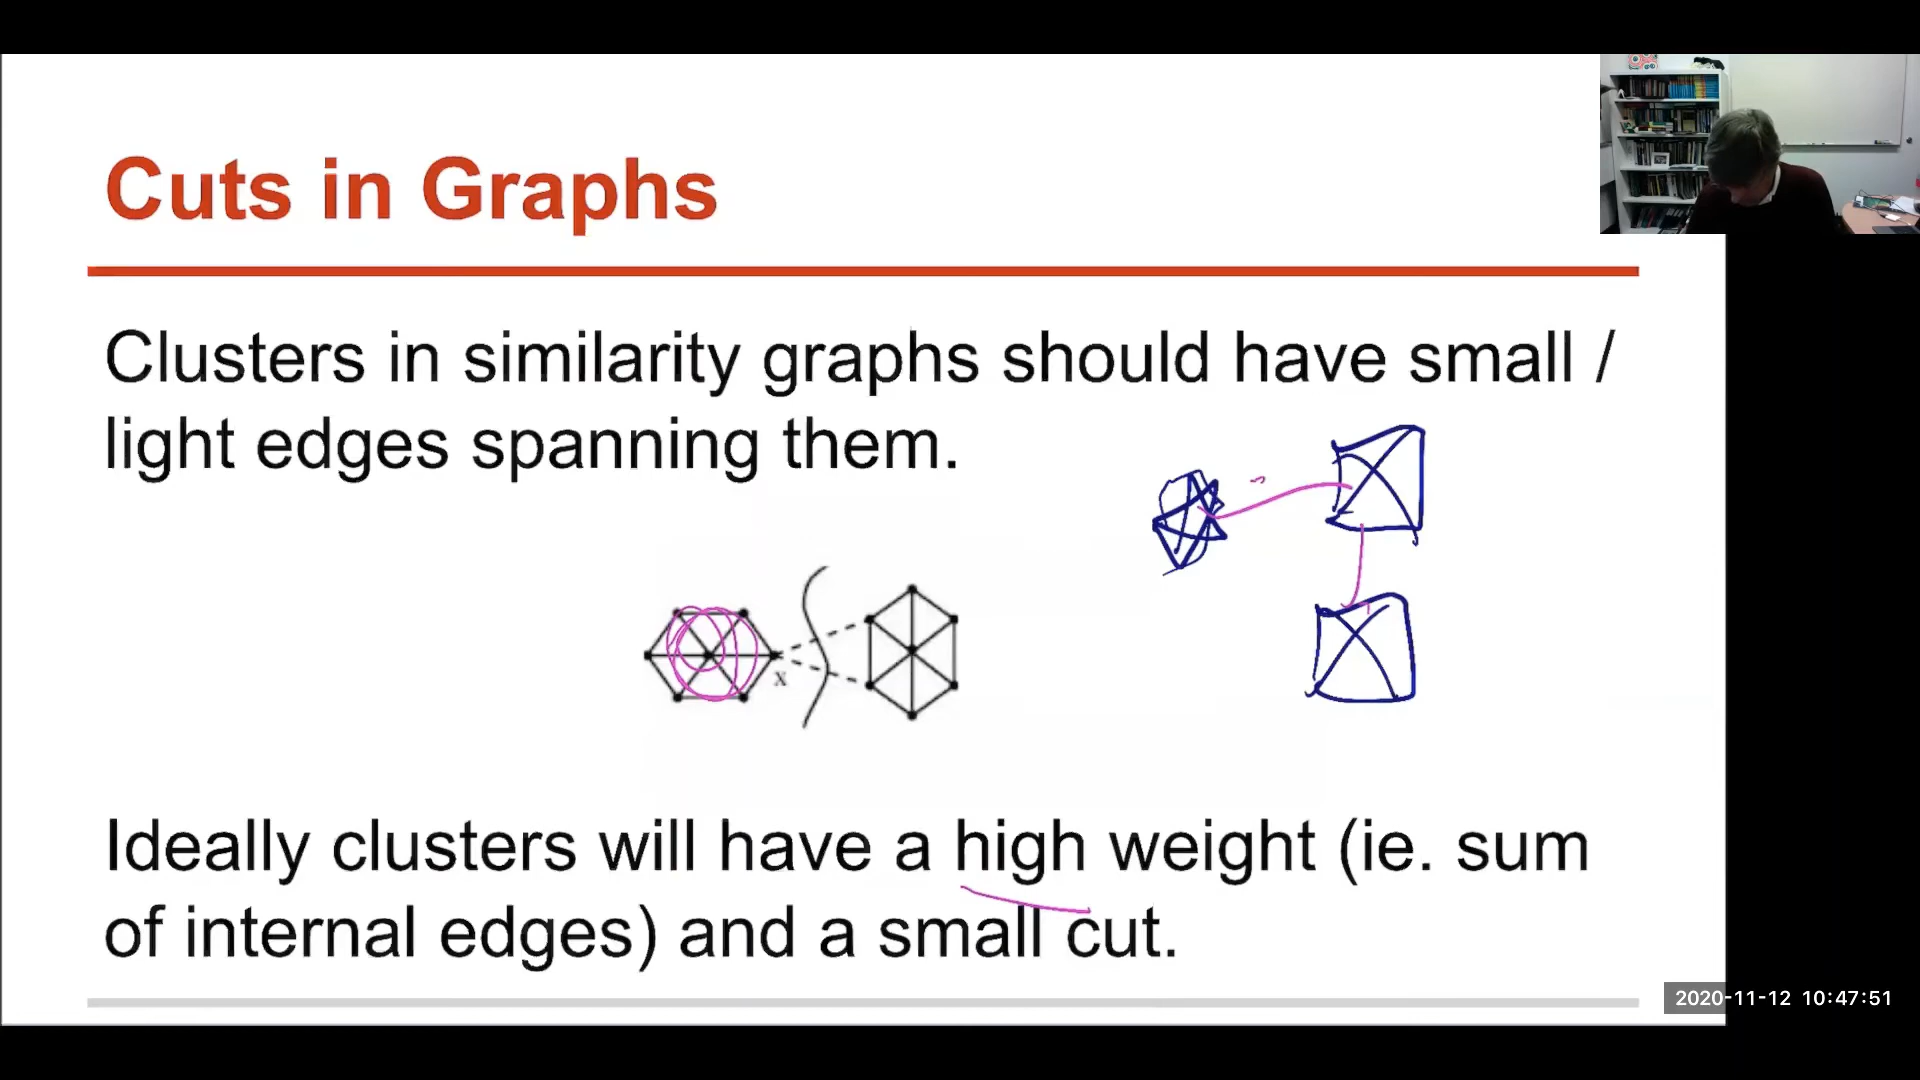 Cuts in Graphs
Clusters in similarity graphs should have small /
light edges spanning them.
x
Ideally clusters will have a high weight (ie. sum
of internal edges) and a small cut.
2020-11-12 10:47:51